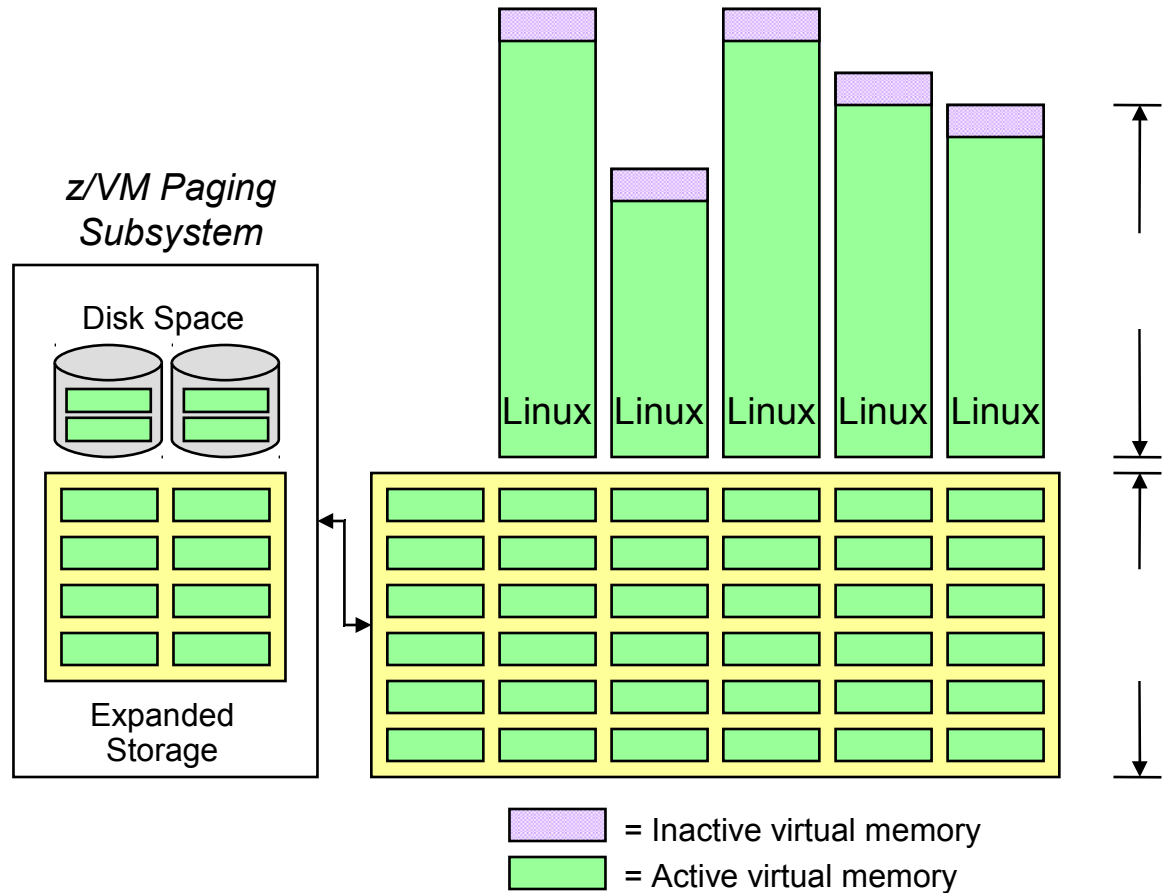 z/VM Paging
Subsystem
Disk Space
Linux
Linux
Linux
Linux
Linux
Expanded
Storage
= Inactive virtual memory
= Active virtual memory